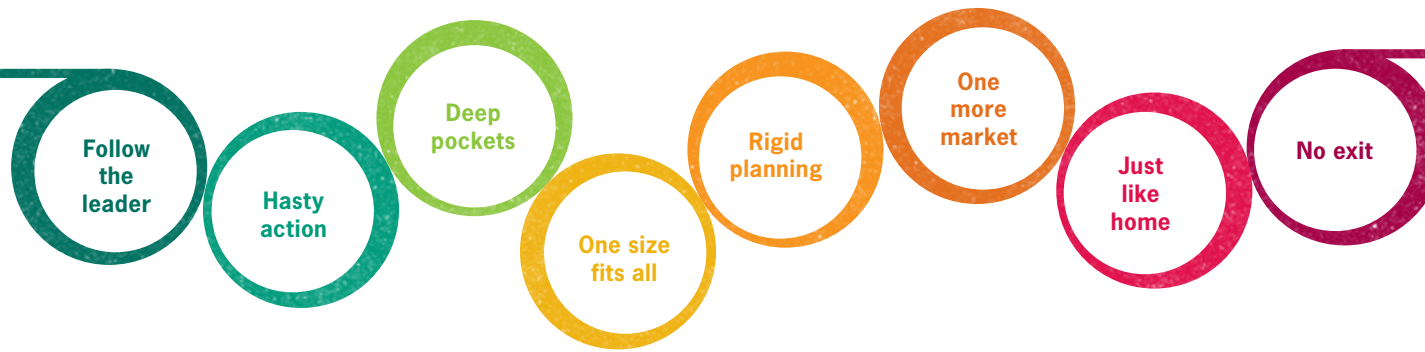 Follow
the
leader
Hasty
action
Deep
pockets
One size
fits all
Rigid
planning
One
more
market
Just
like
home
No exit